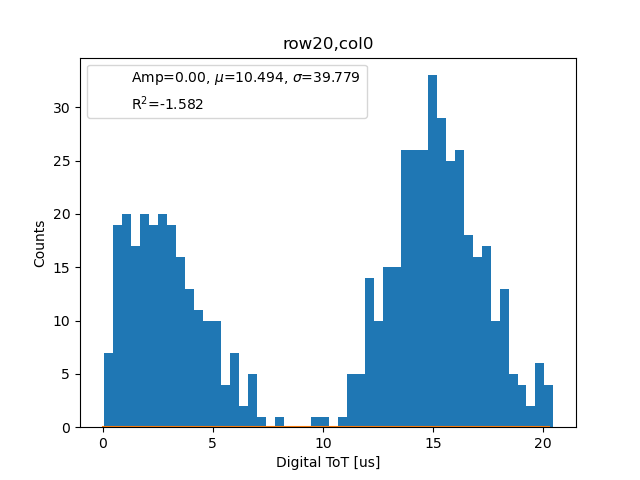 row20,col0
Amp=0.00, μ=10.494, σ=39.779
R²=-1.582
Counts
30
25
20
15
10
5
0
0 5 10 15 20
Digital ToT [us]